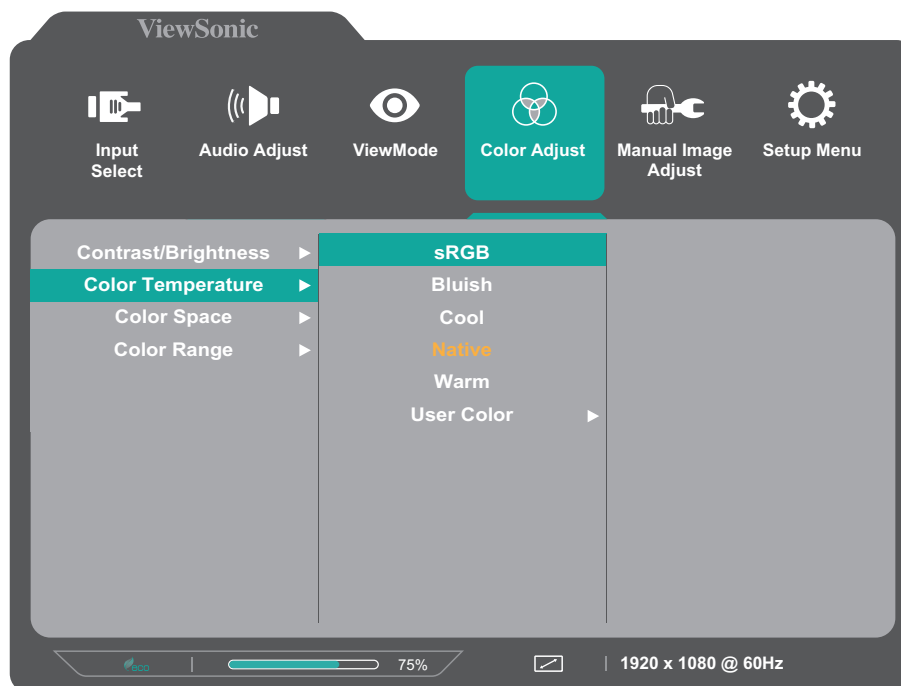 ViewSonic
Input
Select
Audio Adjust
ViewMode
Color Adjust
Manual Image
Adjust
Setup Menu
Contrast/Brightness
Color Temperature
Color Space
Color Range
sRGB
Bluish
Cool
Native
Warm
User Color
eco
75%
1920 x 1080 @ 60Hz